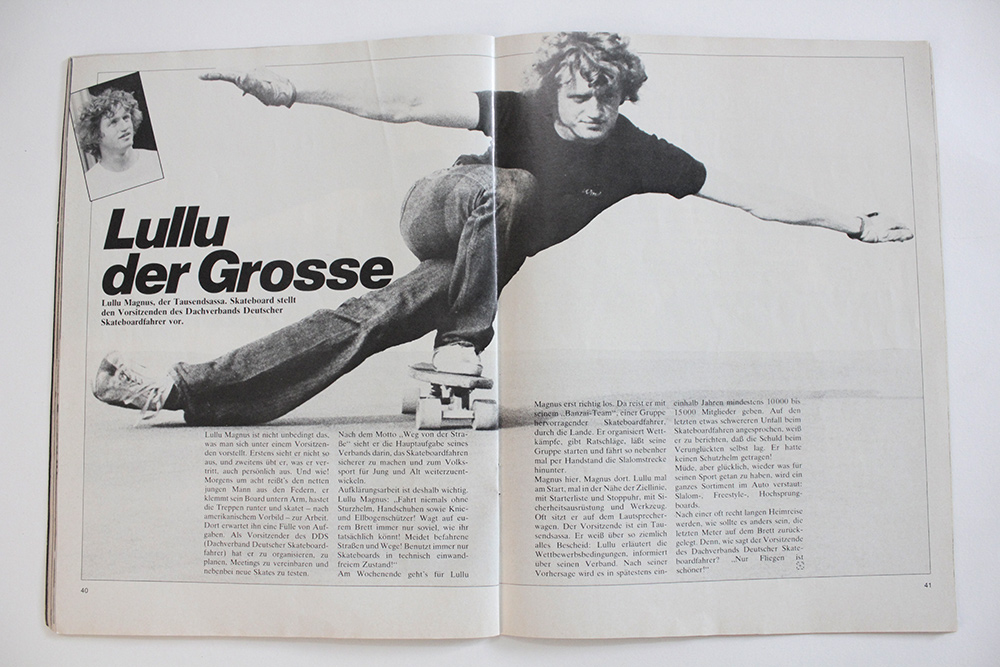 Lullu
der Grosse
Lullu Magnus, der Tausendsassa. Skateboard stellt
den Vorsitzenden des Dachverbands Deutscher
Skateboardfahrer vor.
Lullu Magnus ist nicht unbedingt das,
was man sich unter einem Vorsitzen-
den vorstellt. Erstens sieht er nicht so
aus, und zweitens übt er, was er ver-
tritt, auch persönlich aus. Und wie!
Morgens um acht reißt's den netten
jungen Mann aus den Federn, er
klemmt sein Board untern Arm, hastet
die Treppen runter und skatet – nach
amerikanischem Vorbild – zur Arbeit.
Dort erwartet ihn eine Fülle von Auf-
gaben. Als Vorsitzender des DDS
(Dachverband Deutscher Skateboard-
fahrer) hat er zu organisieren, zu
planen, Meetings zu vereinbaren und
nebenbei neue Skates zu testen.
Nach dem Motto „Weg von der Stra-
ße“ sieht er die Hauptaufgabe seines
Verbands darin, das Skateboardfahren
sicherer zu machen und zum Volks-
sport für Jung und Alt weiterzuent-
wickeln.
Aufklärungsarbeit ist deshalb wichtig.
Lullu Magnus: „Fahrt niemals ohne
Sturzhelm, Handschuhen sowie Knie-
und Ellbogenschützer! Wagt auf eu-
rem Brett immer nur soviel, wie ihr
tatsächlich könnt! Meidet befahrene
Straßen und Wege! Benutzt immer nur
Skateboards in technisch einwand-
freiem Zustand!“
Am Wochenende geht's für Lullu
Magnus erst richtig los. Da reist er mit
seinem „Banzai-Team“, einer Gruppe
hervorragender Skateboardfahrer,
durch die Lande. Er organisiert Wett-
kämpfe, gibt Ratschläge, läßt seine
Gruppe starten und fährt so nebenher
mal per Handstand die Slalomstrecke
hinunter.
Magnus hier, Magnus dort. Lullu mal
am Start, mal in der Nähe der Ziellinie,
mit Starterliste und Stoppuhr, mit Si-
cherheitsausrüstung und Werkzeug.
Oft sitzt er auf dem Lautsprecher-
wagen. Der Vorsitzende ist ein Tau-
sendsassa. Er weiß über so ziemlich
alles Bescheid. Lullu erläutert die
Wettbewerbsbedingungen, informiert
über seinen Verband. Nach seiner
Vorhersage wird es in spätestens ein-
einhalb Jahren mindestens 10000 bis
15000 Mitglieder geben. Auf den
letzten etwas schwereren Unfall beim
Skateboardfahren angesprochen, weiß
er zu berichten, daß die Schuld beim
Verunglückten selbst lag. Er hatte
keinen Schutzhelm getragen!
Müde, aber glücklich, wieder was für
seinen Sport getan zu haben, wird ein
ganzes Sortiment im Auto verstaut:
Slalom-, Freestyle-, Hochsprung-
boards.
Nach einer oft recht langen Heimreise
werden, wie sollte es anders sein, die
letzten Meter auf dem Brett zurück-
gelegt. Denn, wie sagt der Vorsitzende
des Dachverbands Deutscher Skate-
boardfahrer? „Nur Fliegen ist
schöner!“
40
41